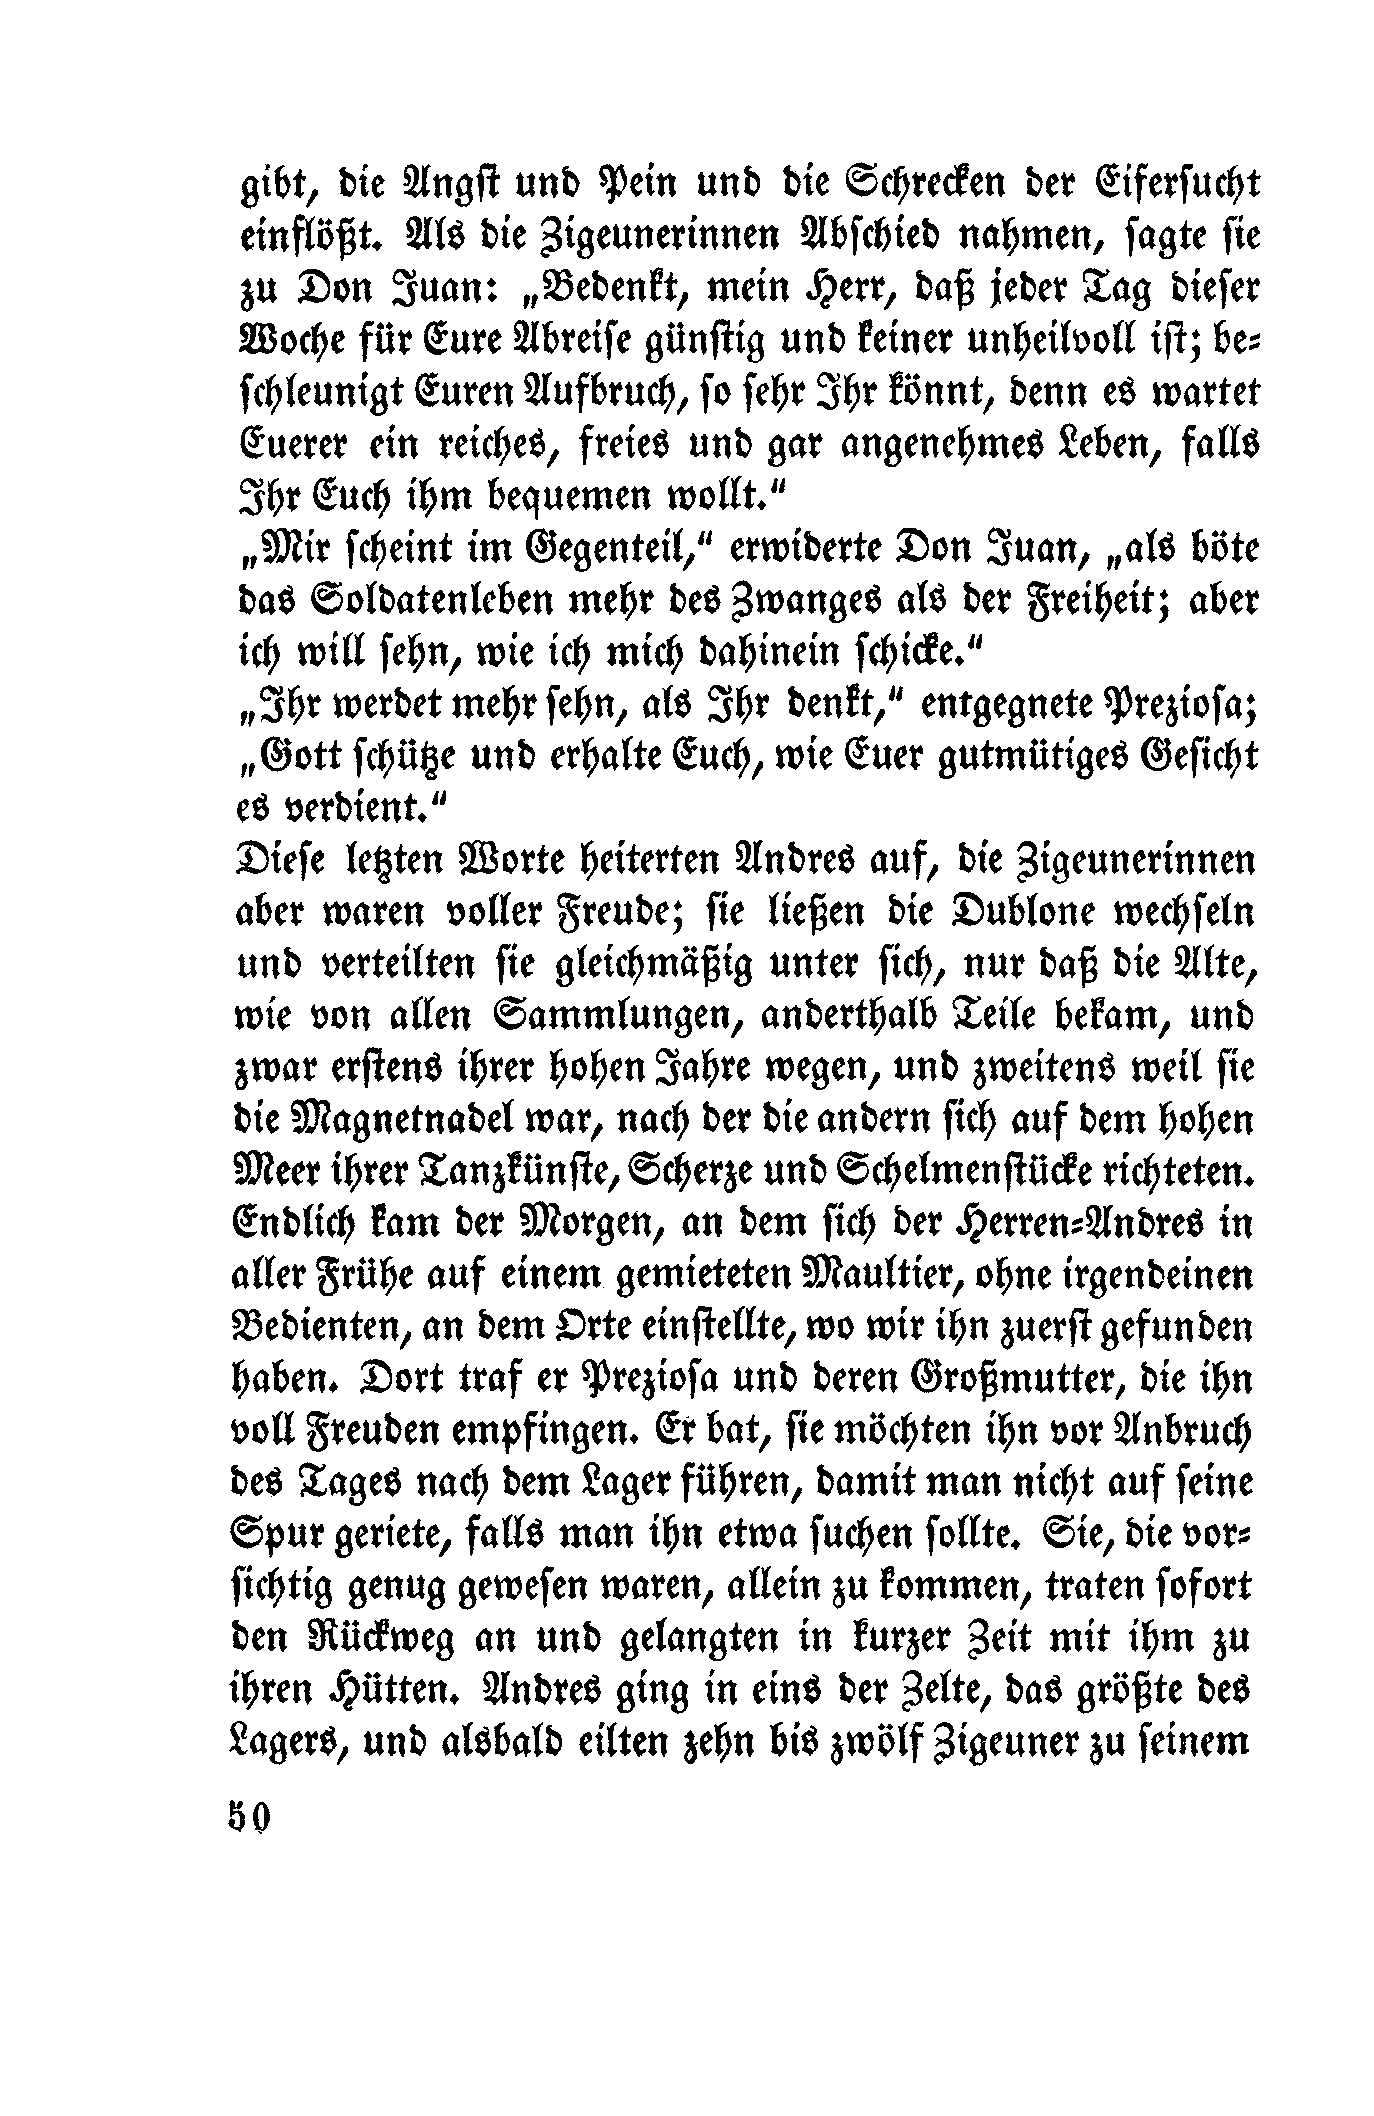 gibt, die Angst und Pein und die Schrecken der Eifersucht
einflößt. Als die Zigeunerinnen Abschied nahmen, sagte sie
zu Don Juan: „Bedenkt, mein Herr, daß jeder Tag dieser
Woche für Eure Abreise günstig und keiner unheilvoll ist; be-
schleunigt Euren Aufbruch, so sehr Ihr könnt, denn es wartet
Euerer ein reiches, freies und gar angenehmes Leben, falls
Ihr Euch ihm bequemen wollt.“
„Mir scheint im Gegenteil,“ erwiderte Don Juan, „als böte
das Soldatenleben mehr des Zwanges als der Freiheit; aber
ich will sehn, wie ich mich dahinein schicke.“
„Ihr werdet mehr sehn, als Ihr denkt,“ entgegnete Preziosa;
„Gott schütze und erhalte Euch, wie Euer gutmütiges Gesicht
es verdient.“
Diese letzten Worte heiterten Andres auf, die Zigeunerinnen
aber waren voller Freude; sie ließen die Dublone wechseln
und verteilten sie gleichmäßig unter sich, nur daß die Alte,
wie von allen Sammlungen, anderthalb Teile bekam, und
zwar erstens ihrer hohen Jahre wegen, und zweitens weil sie
die Magnetnadel war, nach der die andern sich auf dem hohen
Meer ihrer Tanzkünste, Scherze und Schelmenstücke richteten.
Endlich kam der Morgen, an dem sich der Herren-Andres in
aller Frühe auf einem gemieteten Maultier, ohne irgendeinen
Bedienten, an dem Orte einstellte, wo wir ihn zuerst gefunden
haben. Dort traf er Preziosa und deren Großmutter, die ihn
voll Freuden empfingen. Er bat, sie möchten ihn vor Anbruch
des Tages nach dem Lager führen, damit man nicht auf seine
Spur geriete, falls man ihn etwa suchen sollte. Sie, die vor-
sichtig genug gewesen waren, allein zu kommen, traten sofort
den Rückweg an und gelangten in kurzer Zeit mit ihm zu
ihren Hütten. Andres ging in eins der Zelte, das größte des
Lagers, und alsbald eilten zehn bis zwölf Zigeuner zu seinem
50